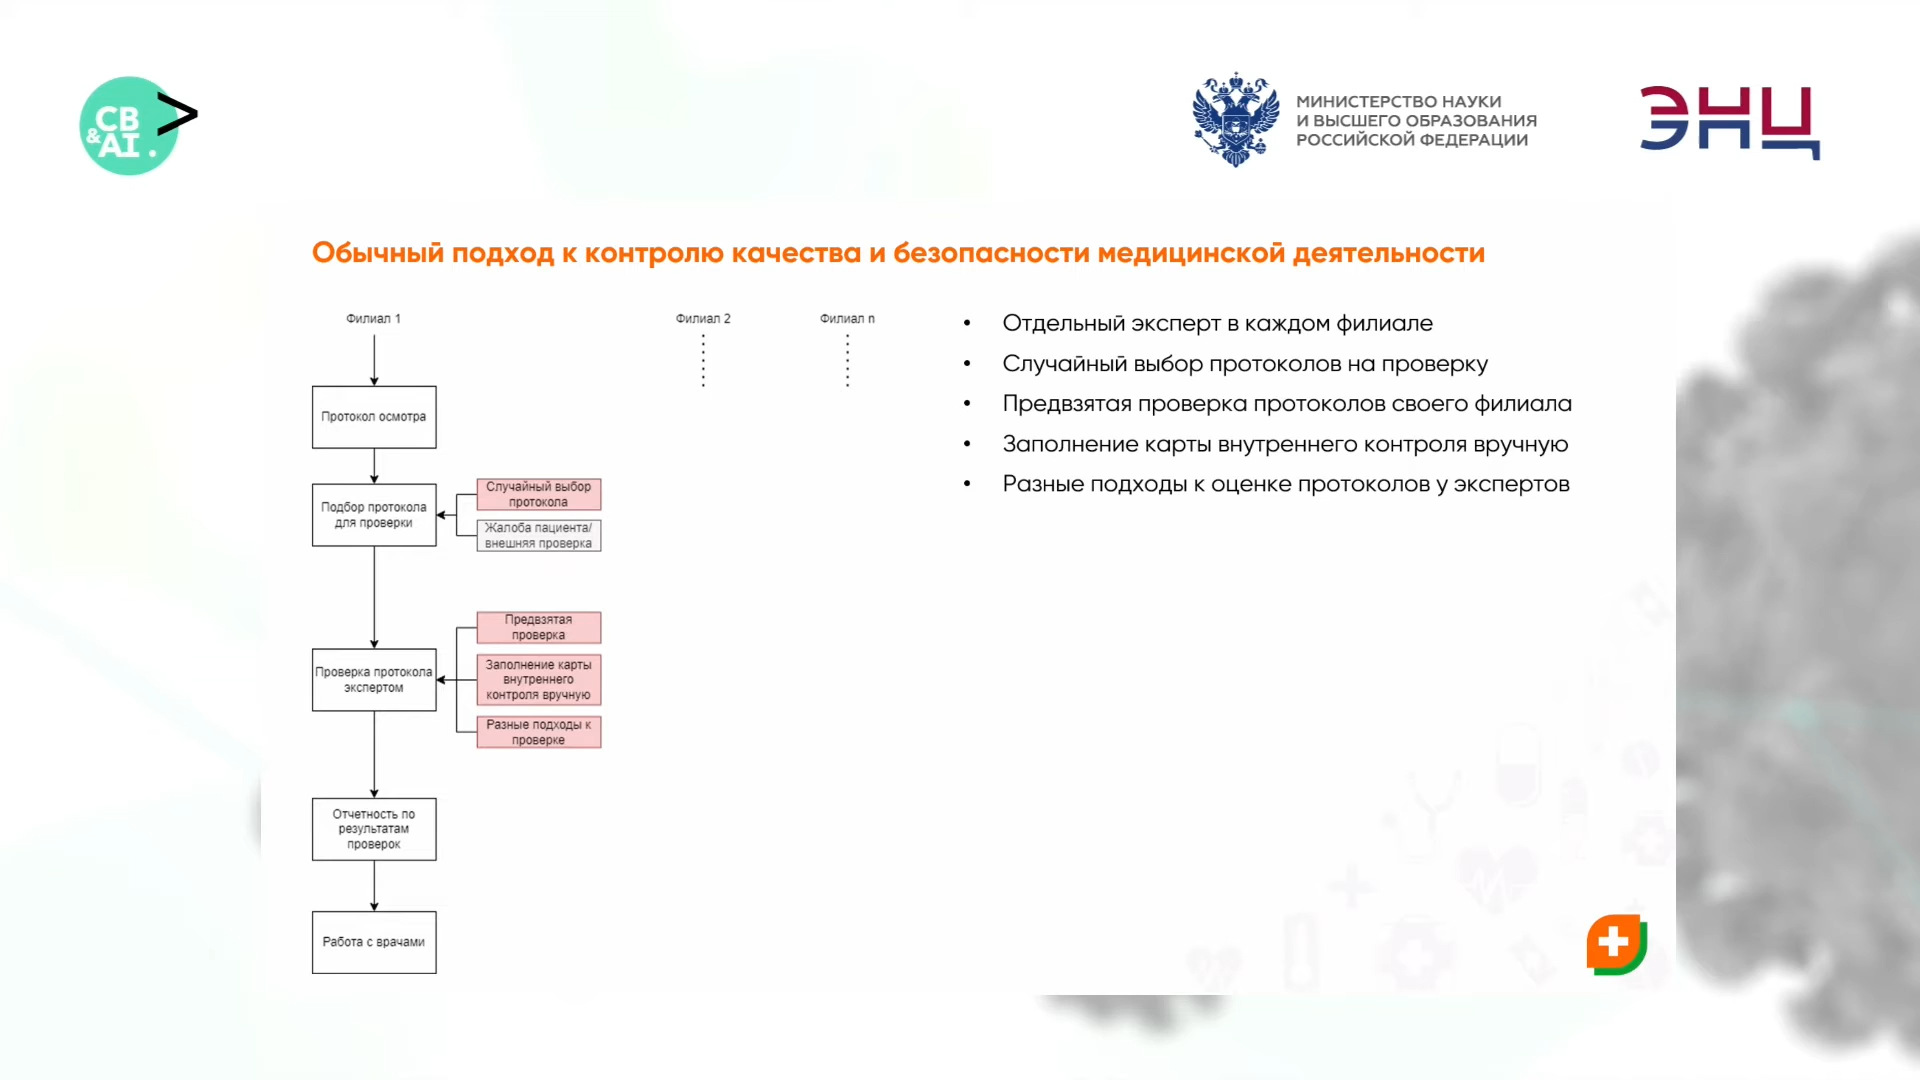 CB
&AI.
>
МИНИСТЕРСТВО НАУКИ
И ВЫСШЕГО ОБРАЗОВАНИЯ
РОССИЙСКОЙ ФЕДЕРАЦИИ
ЭНЦ
Обычный подход к контролю качества и безопасности медицинской деятельности
Филиал 1
Филиал 2
Филиал n
Протокол осмотра
Подбор протокола
для проверки
Случайный выбор
протокола
Жалоба пациента/
внешняя проверка
Проверка протокола
экспертом
Предвзятая
проверка
Заполнение карты
внутреннего
контроля вручную
Разные подходы к
проверке
Отчетность по
результатам
проверок
Работа с врачами
• Отдельный эксперт в каждом филиале
• Случайный выбор протоколов на проверку
• Предвзятая проверка протоколов своего филиала
• Заполнение карты внутреннего контроля вручную
• Разные подходы к оценке протоколов у экспертов